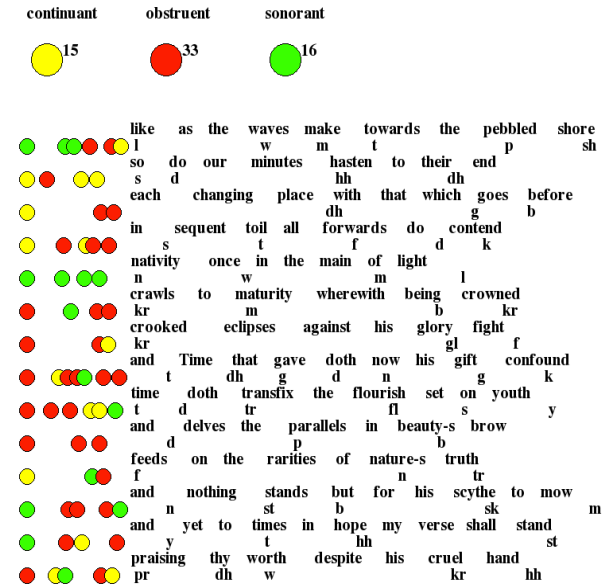 continuant obstruent sonorant
15 33 16
like as the waves make towards the pebbled shore
l w m t p sh
so do our minutes hasten to their end
s d hh dh
each changing place with that which goes before
dh g b
in sequent toil all forwards do contend
s t f d k
nativity once in the main of light
n w m l
crawls to maturity wherewith being crowned
kr m b kr
crooked eclipses against his glory fight
kr gl f
and Time that gave doth now his gift confound
t dh g d n g k
time doth transfix the flourish set on youth
t d tr fl s y
and delves the parallels in beauty-s brow
d p b
feeds on the rarities of nature-s truth
f n tr
and nothing stands but for his scythe to mow
n st b sk m
and yet to times in hope my verse shall stand
y t hh st
praising thy worth despite his cruel hand
pr dh w kr hh